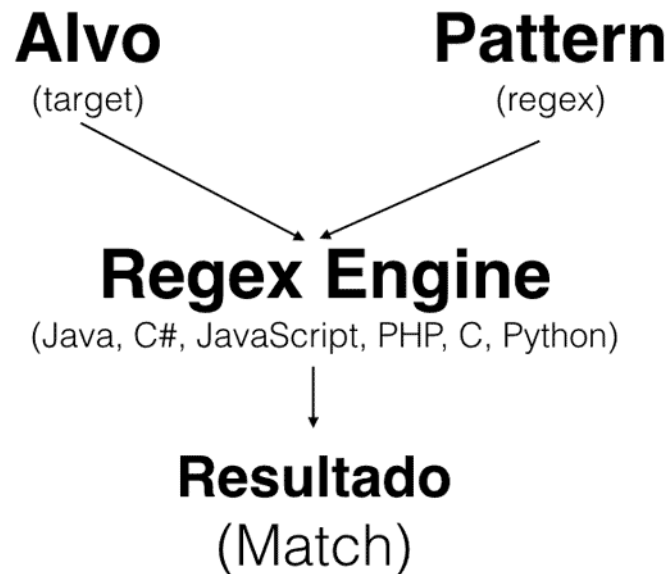 Alvo
(target)
Pattern
(regex)
Regex Engine
(Java, C#, JavaScript, PHP, C, Python)
Resultado
(Match)